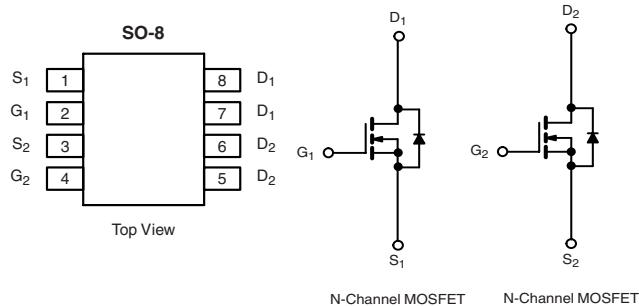 SO-8
S1 1 8 D1
G1 2 7 D1
S2 3 6 D2
G2 4 5 D2
Top View
D1
G1
S1
N-Channel MOSFET
D2
G2
S2
N-Channel MOSFET